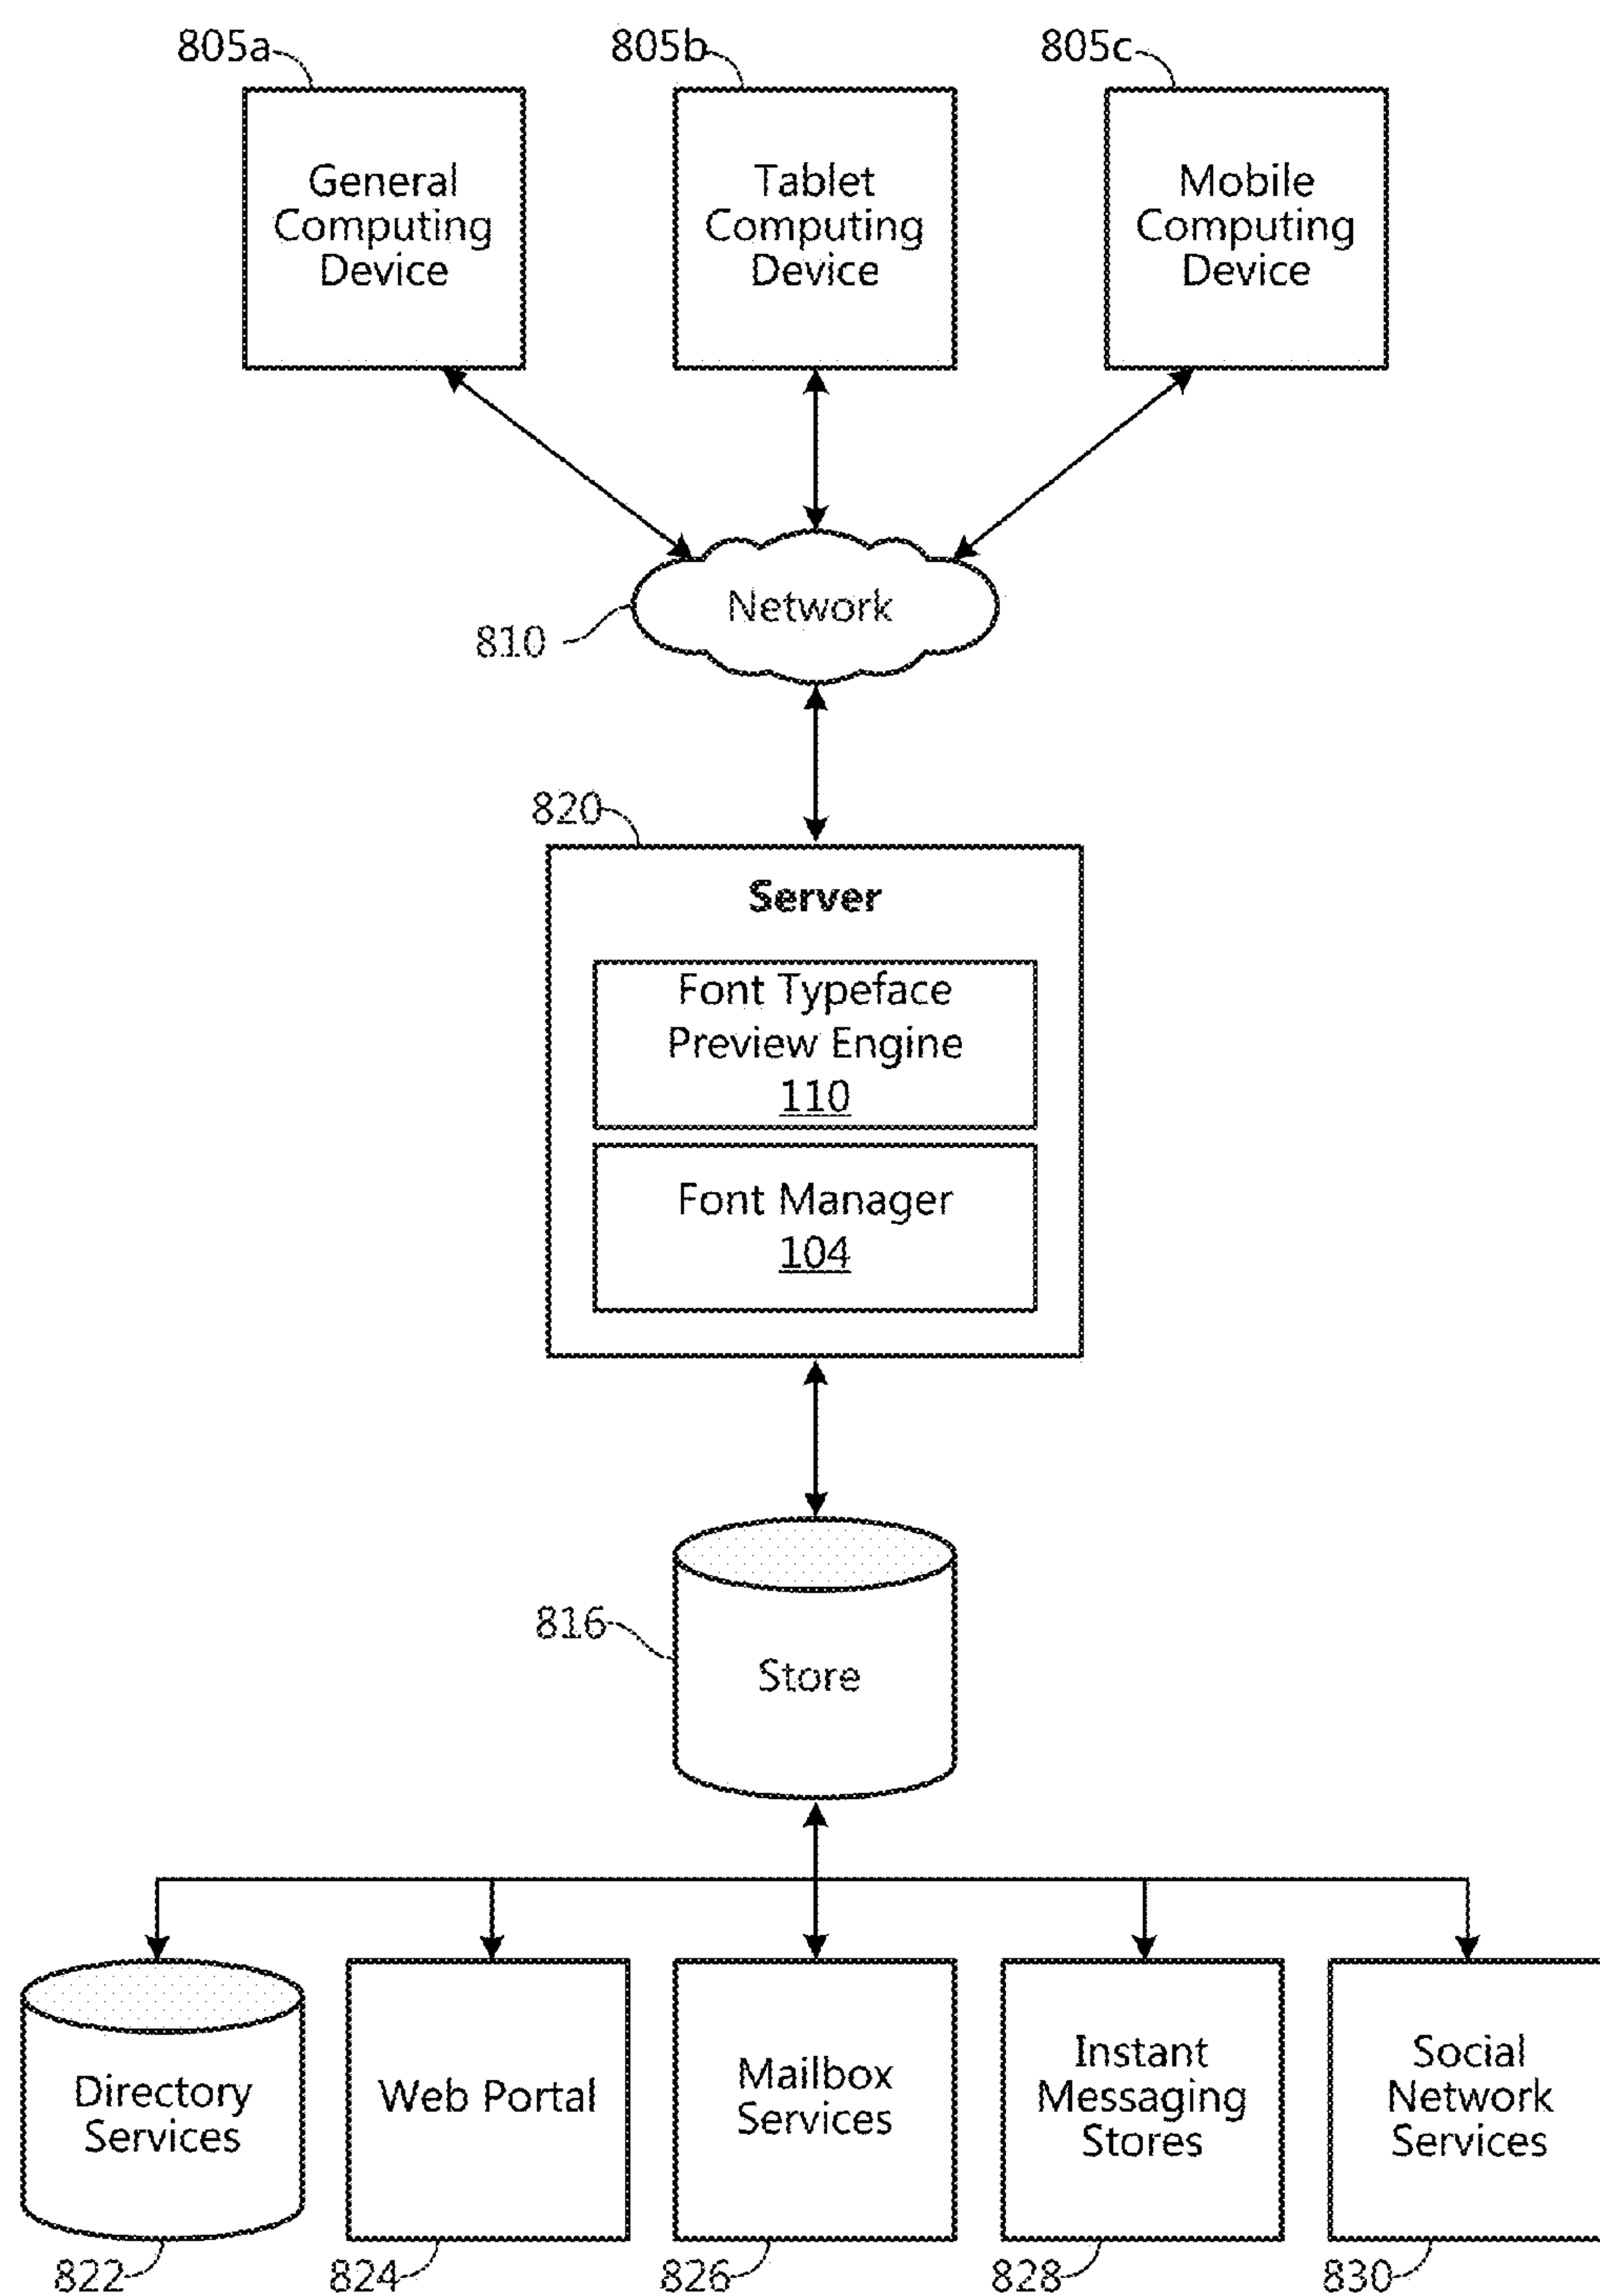 805a
805b
805c
General
Computing
Device
Tablet
Computing
Device
Mobile
Computing
Device
Network
810
820
Server
Font Typeface
Preview Engine
110
Font Manager
104
816
Store
Directory
Services
Web Portal
Mailbox
Services
Instant
Messaging
Stores
Social
Network
Services
822
824
826
828
830